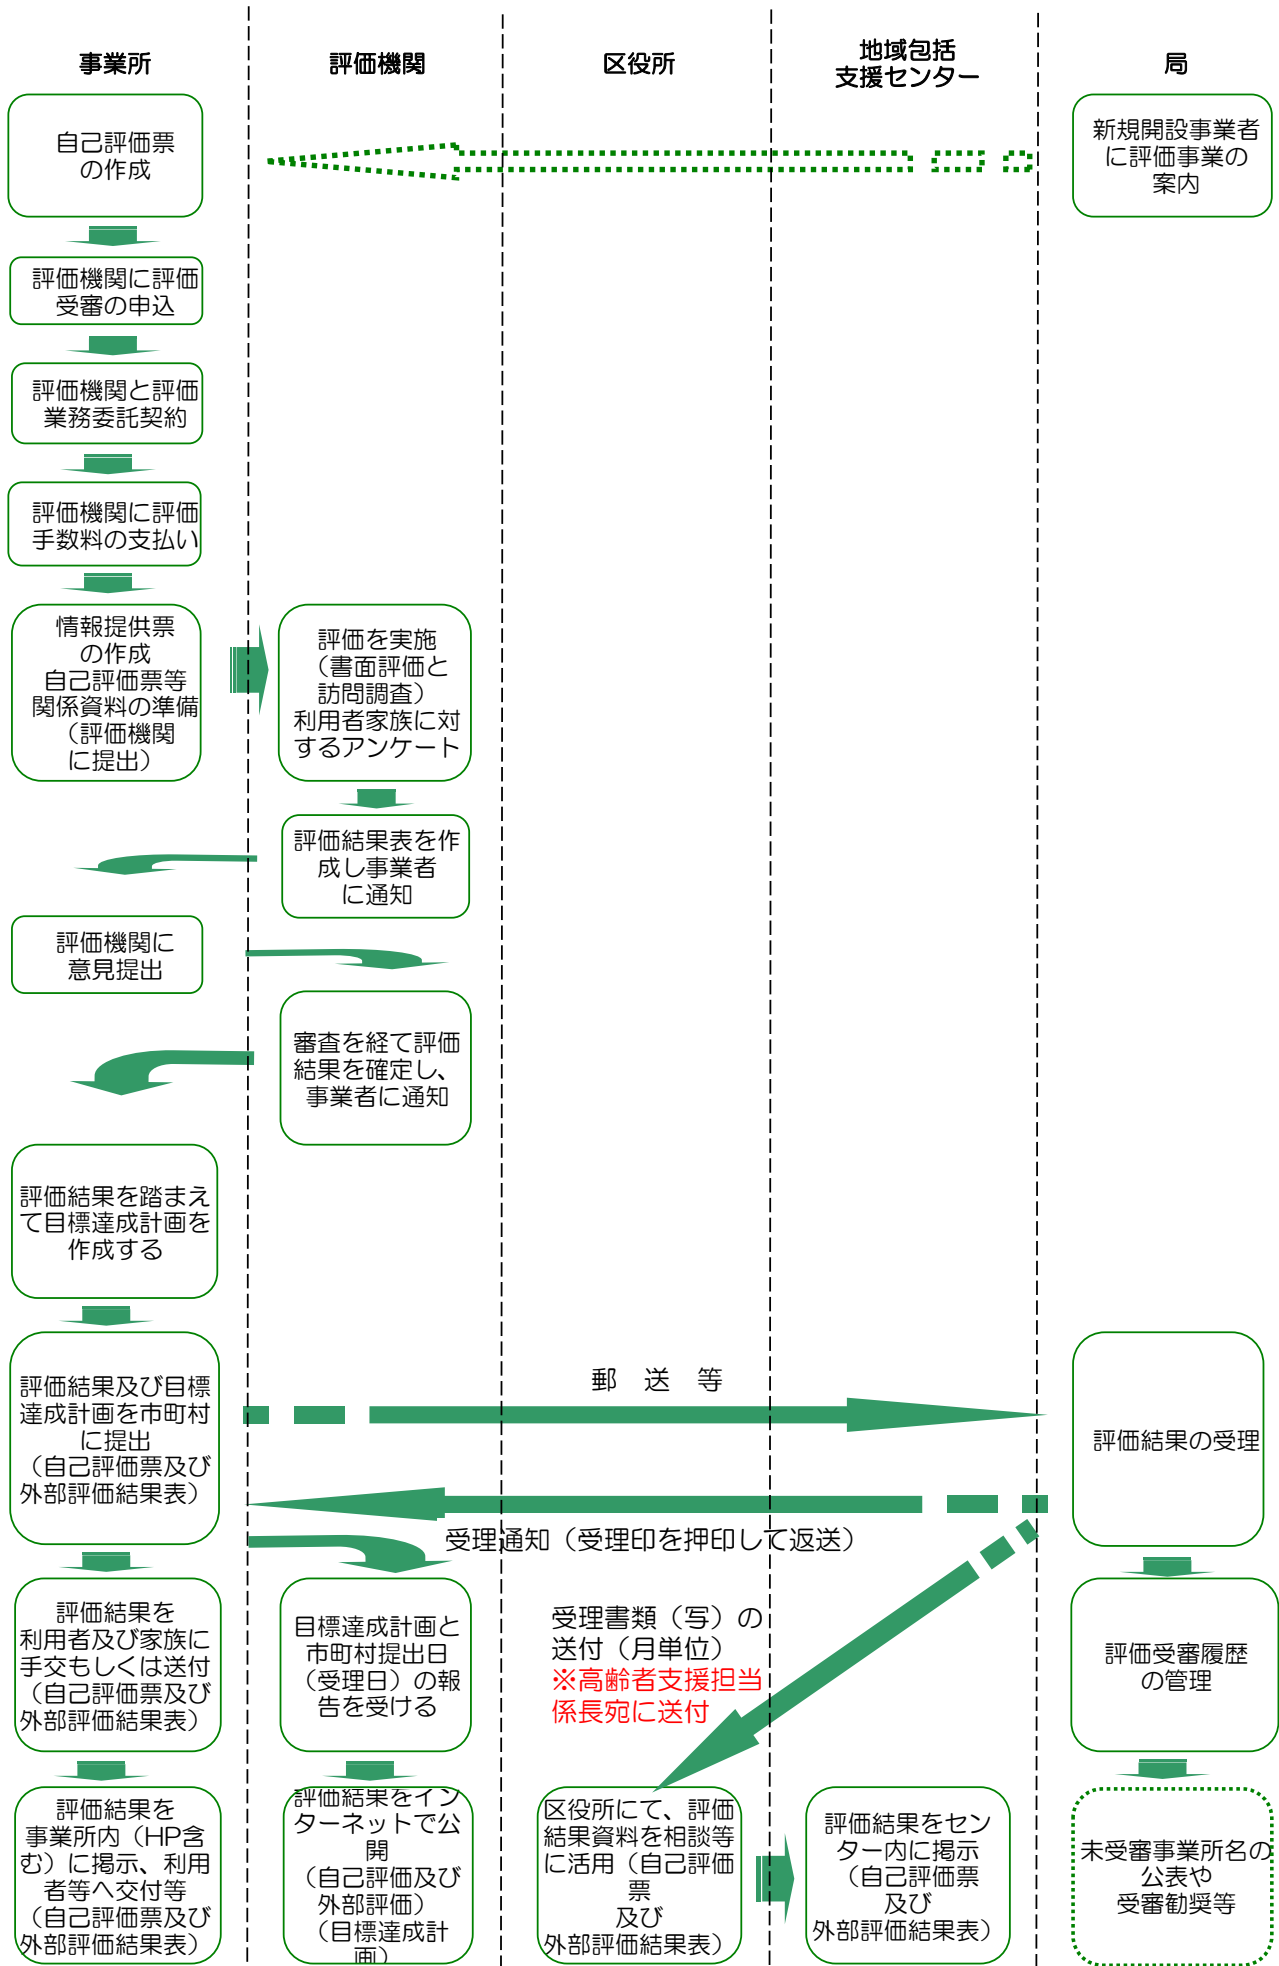 事業所
評価機関
区役所
地域包括
支援センター
局
自己評価票
の作成
新規開設事業者
に評価事業の
案内
評価機関に評価
受審の申込
評価機関と評価
業務委託契約
評価機関に評価
手数料の支払い
情報提供票
の作成
自己評価票等
関係資料の準備
（評価機関
に提出）
評価を実施
（書面評価と
訪問調査）
利用者家族に対
するアンケート
評価結果表を作
成し事業者
に通知
評価機関に
意見提出
審査を経て評価
結果を確定し、
事業者に通知
評価結果を踏まえ
て目標達成計画を
作成する
評価結果及び目標
達成計画を市町村
に提出
（自己評価票及び
外部評価結果表）
郵　送　等
評価結果の受理
受理通知（受理印を押印して返送）
評価結果を
利用者及び家族に
手交もしくは送付
（自己評価票及び
外部評価結果表）
目標達成計画と
市町村提出日
（受理日）の報
告を受ける
受理書類（写）の
送付（月単位）
※高齢者支援担当
係長宛に送付
評価受審履歴
の管理
評価結果を
事業所内（HP含
む）に掲示、利用
者等へ交付等
（自己評価票及び
外部評価結果表）
評価結果をイン
ターネットで公
開
（自己評価及び
外部評価）
（目標達成計
画）
区役所にて、評価
結果資料を相談等
に活用（自己評価
票
及び
外部評価結果表）
評価結果をセン
ター内に掲示
（自己評価票
及び
外部評価結果表）
未受審事業所名の
公表や
受審勧奨等